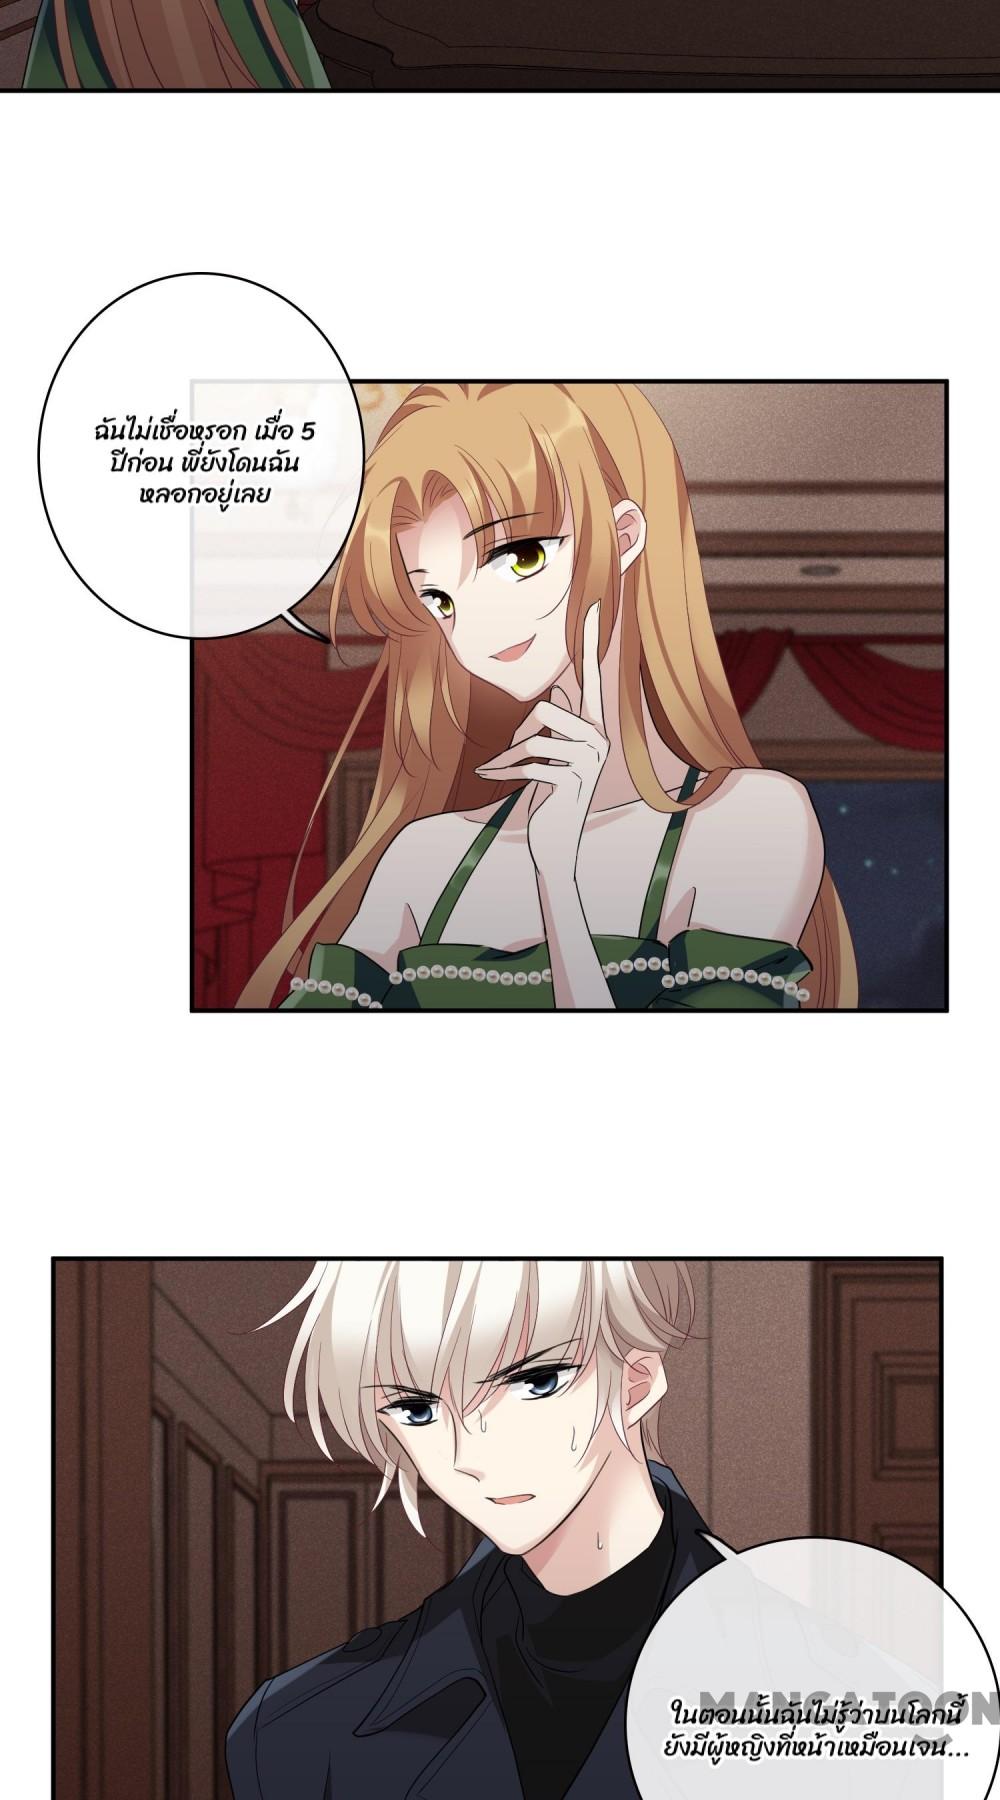 ฉันไม่เชื่อหรอก เมื่อ 5
ปีก่อน พี่ยังโดนฉัน
หลอกอยู่เลย
MANGATOON
ในตอนนั้นฉันไม่รู้ว่าบนโลกนี้
ยังมีผู้หญิงที่หน้าเหมือนเจน...